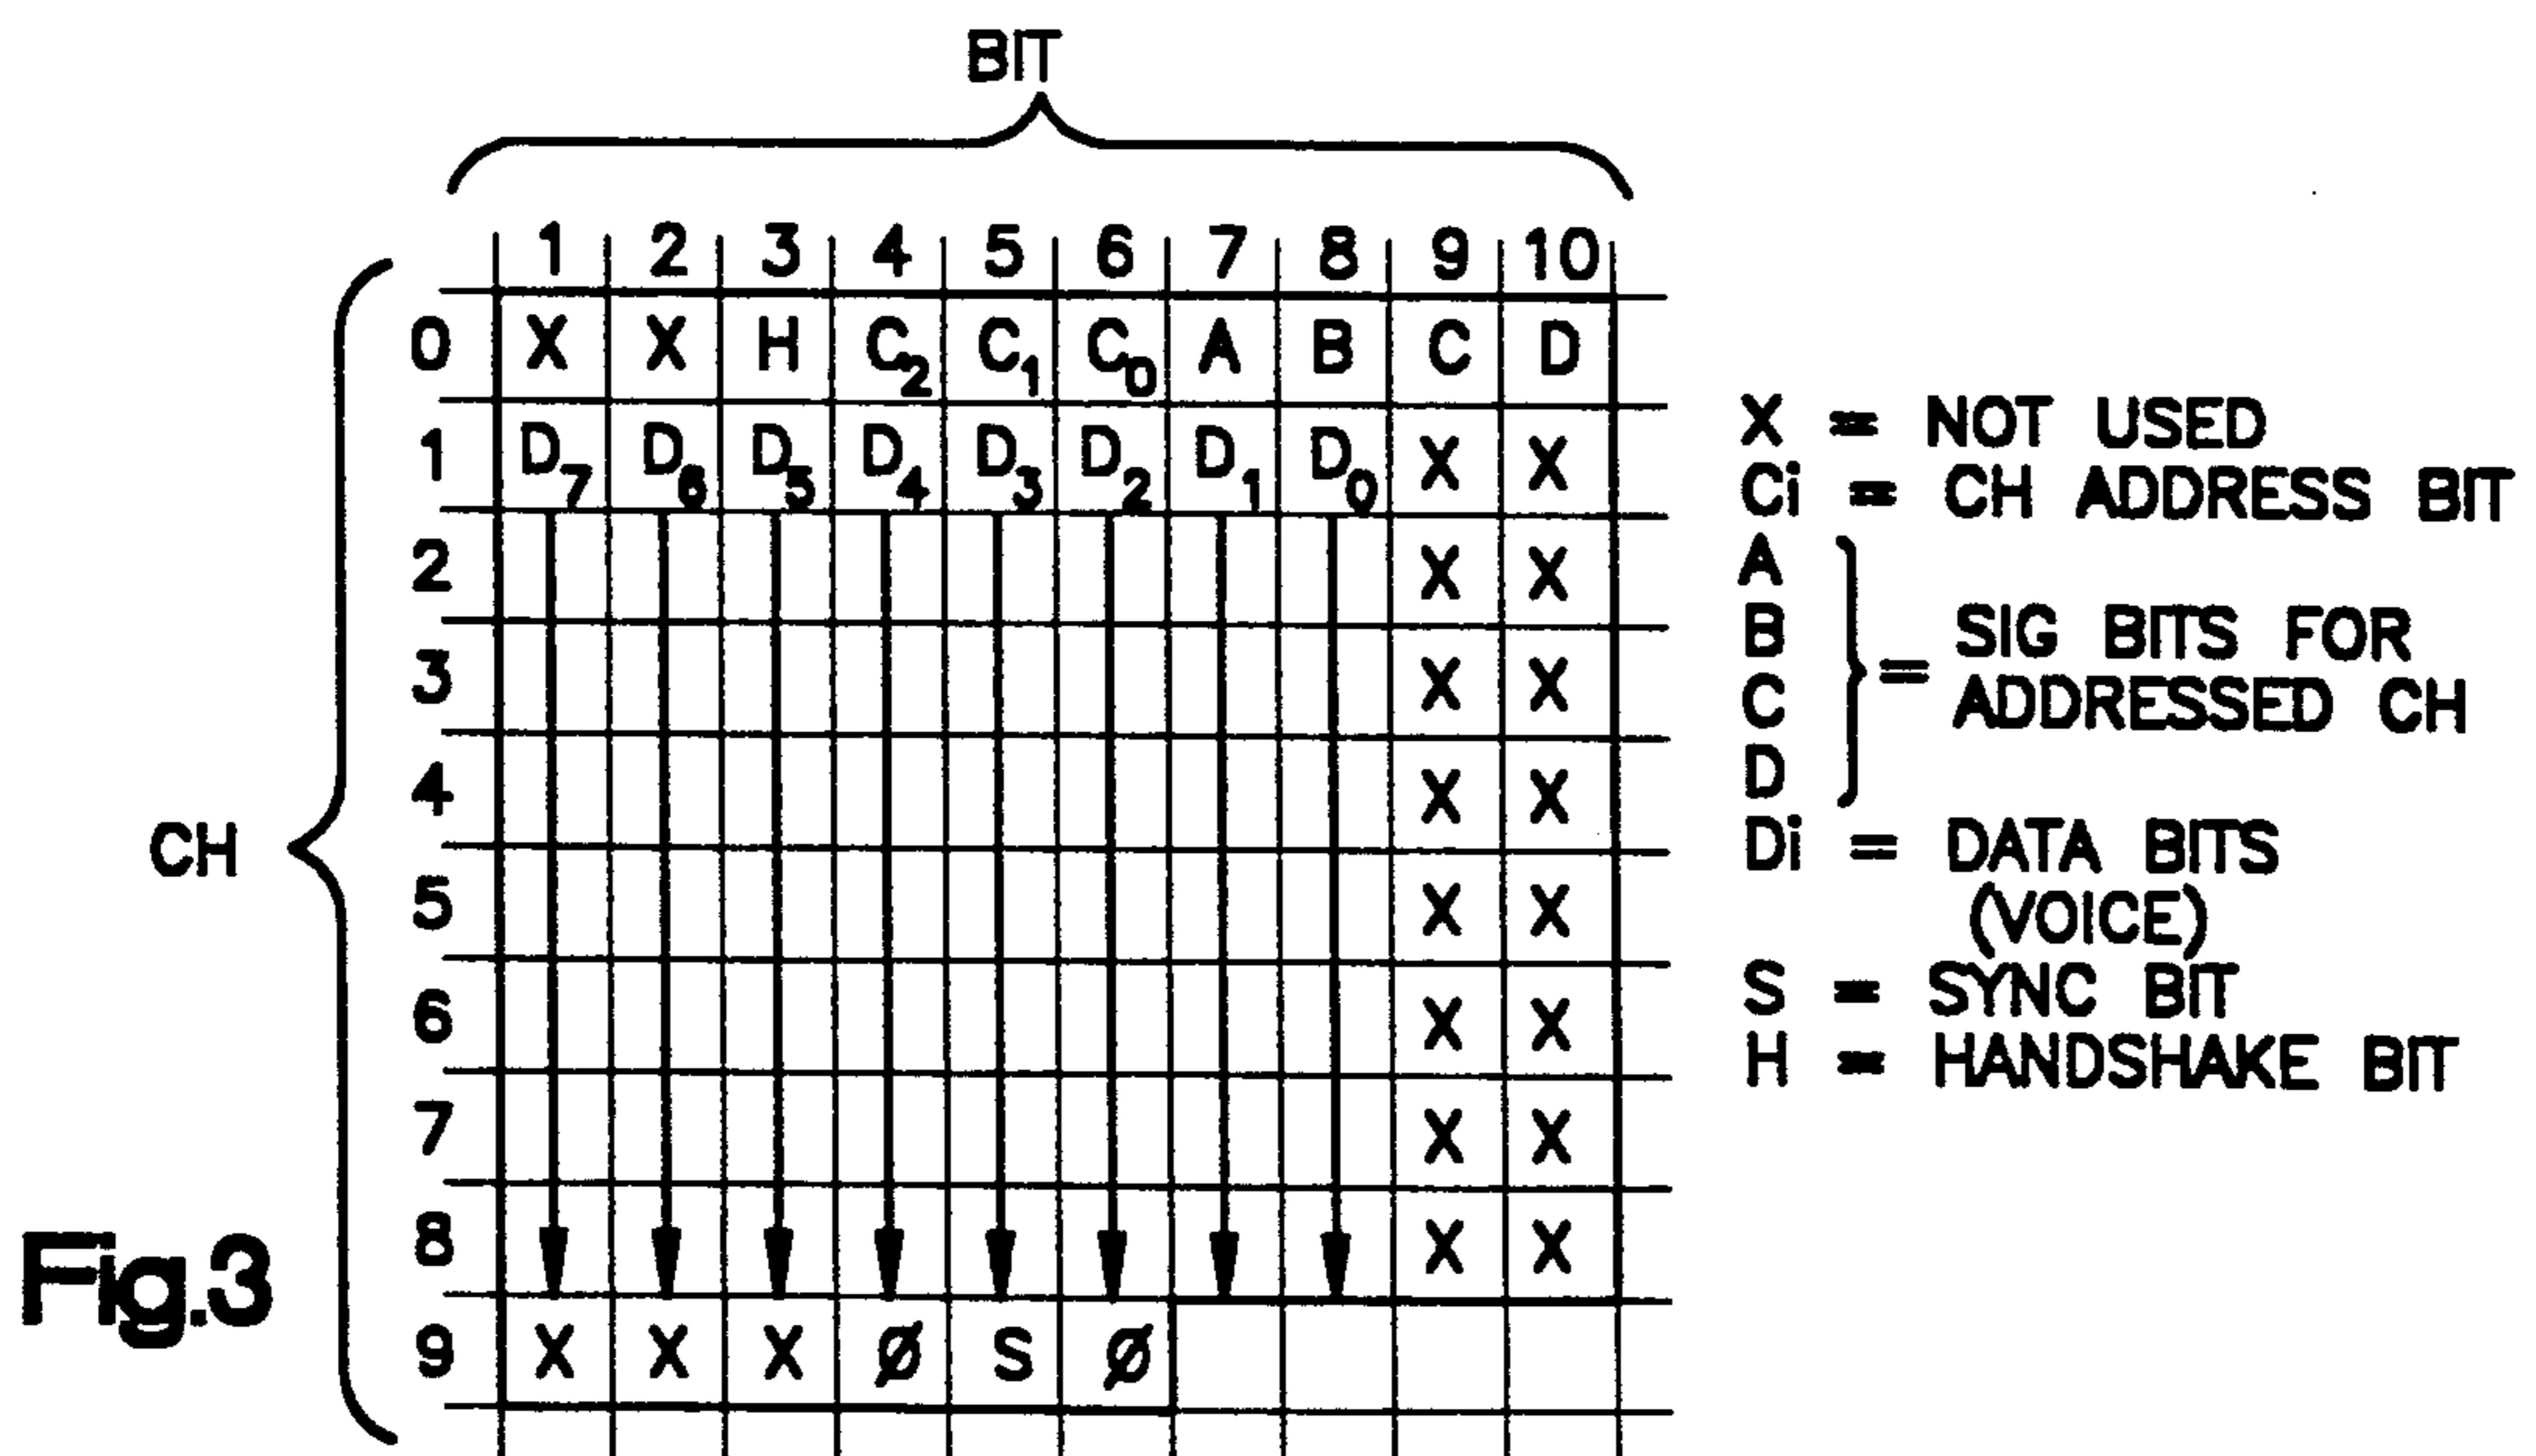 BIT
1 2 3 4 5 6 7 8 9 10
0 X X H C₂ C₁ C₀ A B C D
1 D₇ D₆ D₅ D₄ D₃ D₂ D₁ D₀ X X
2 X X
3 X X
4 X X
5 X X
6 X X
7 X X
8 X X
9 X X X Ø S Ø
CH
X = NOT USED
Ci = CH ADDRESS BIT
A
B
C
D
= SIG BITS FOR
ADDRESSED CH
Di = DATA BITS
(VOICE)
S = SYNC BIT
H = HANDSHAKE BIT
Fig.3